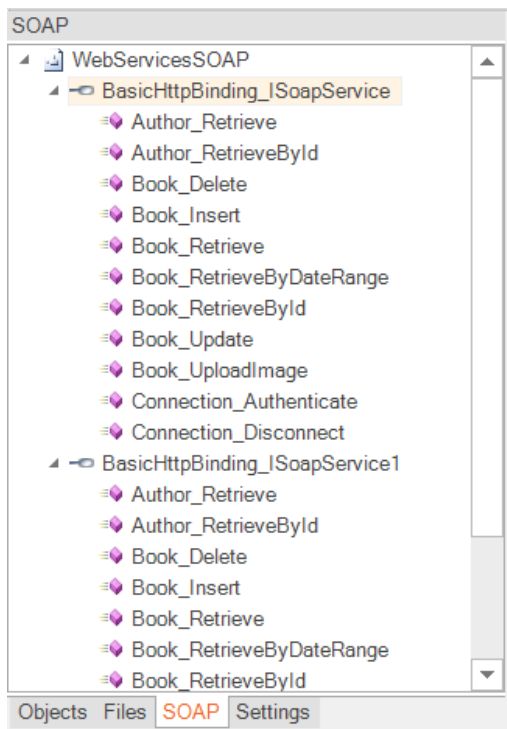 SOAP
WebServicesSOAP
BasicHttpBinding_ISoapService
Author_Retrieve
Author_RetrieveById
Book_Delete
Book_Insert
Book_Retrieve
Book_RetrieveByDateRange
Book_RetrieveById
Book_Update
Book_UploadImage
Connection_Authenticate
Connection_Disconnect
BasicHttpBinding_ISoapService1
Author_Retrieve
Author_RetrieveById
Book_Delete
Book_Insert
Book_Retrieve
Book_RetrieveByDateRange
Book_RetrieveById
Objects Files SOAP Settings